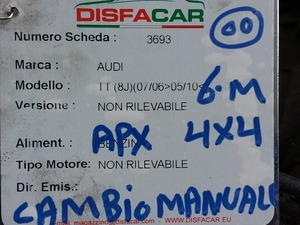 DISFACAR
00
Numero Scheda : 3693
Marca : AUDI
Modello : TT (8J)(07/06>05/10<
6.M
Versione : NON RILEVABILE
Aliment. : BENZIN
APX 4X4
Tipo Motore: NON RILEVABILE
Dir. Emis.:
CAMBIO MANUALE
www.DISFACAR.EU